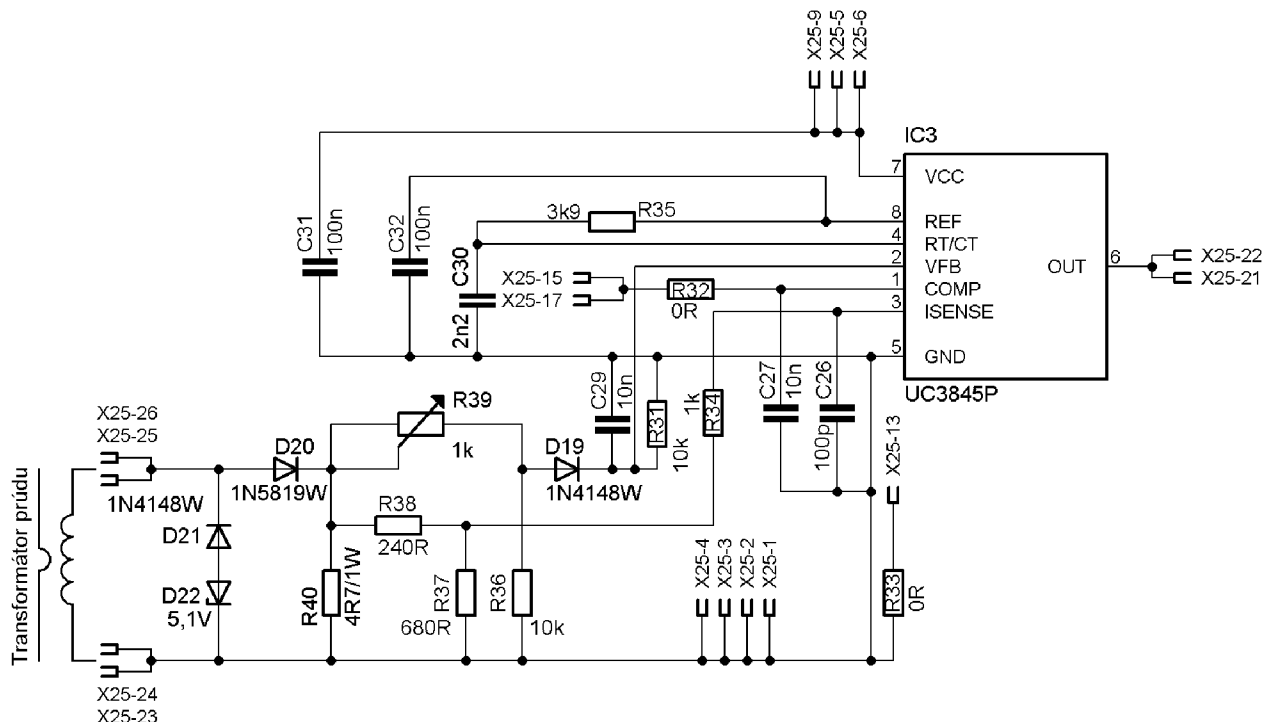 X25-9
X25-5
X25-6
IC3
7
VCC
8
REF
4
RT/CT
2
VFB
1
COMP
3
ISENSE
5
GND
OUT
6
UC3845P
X25-22
X25-21
C31
100n
C32
100n
3k9
R35
C30
2n2
X25-15
X25-17
R32
0R
C29
10n
R31
10k
1k
R34
C27
10n
C26
100p
X25-13
R33
0R
X25-26
X25-25
R39
1k
D20
1N5819W
D19
1N4148W
1N4148W
D21
D22
5,1V
R38
240R
R40
4R7/1W
R37
680R
R36
10k
X25-4
X25-3
X25-2
X25-1
Transformátor prúdu
X25-24
X25-23